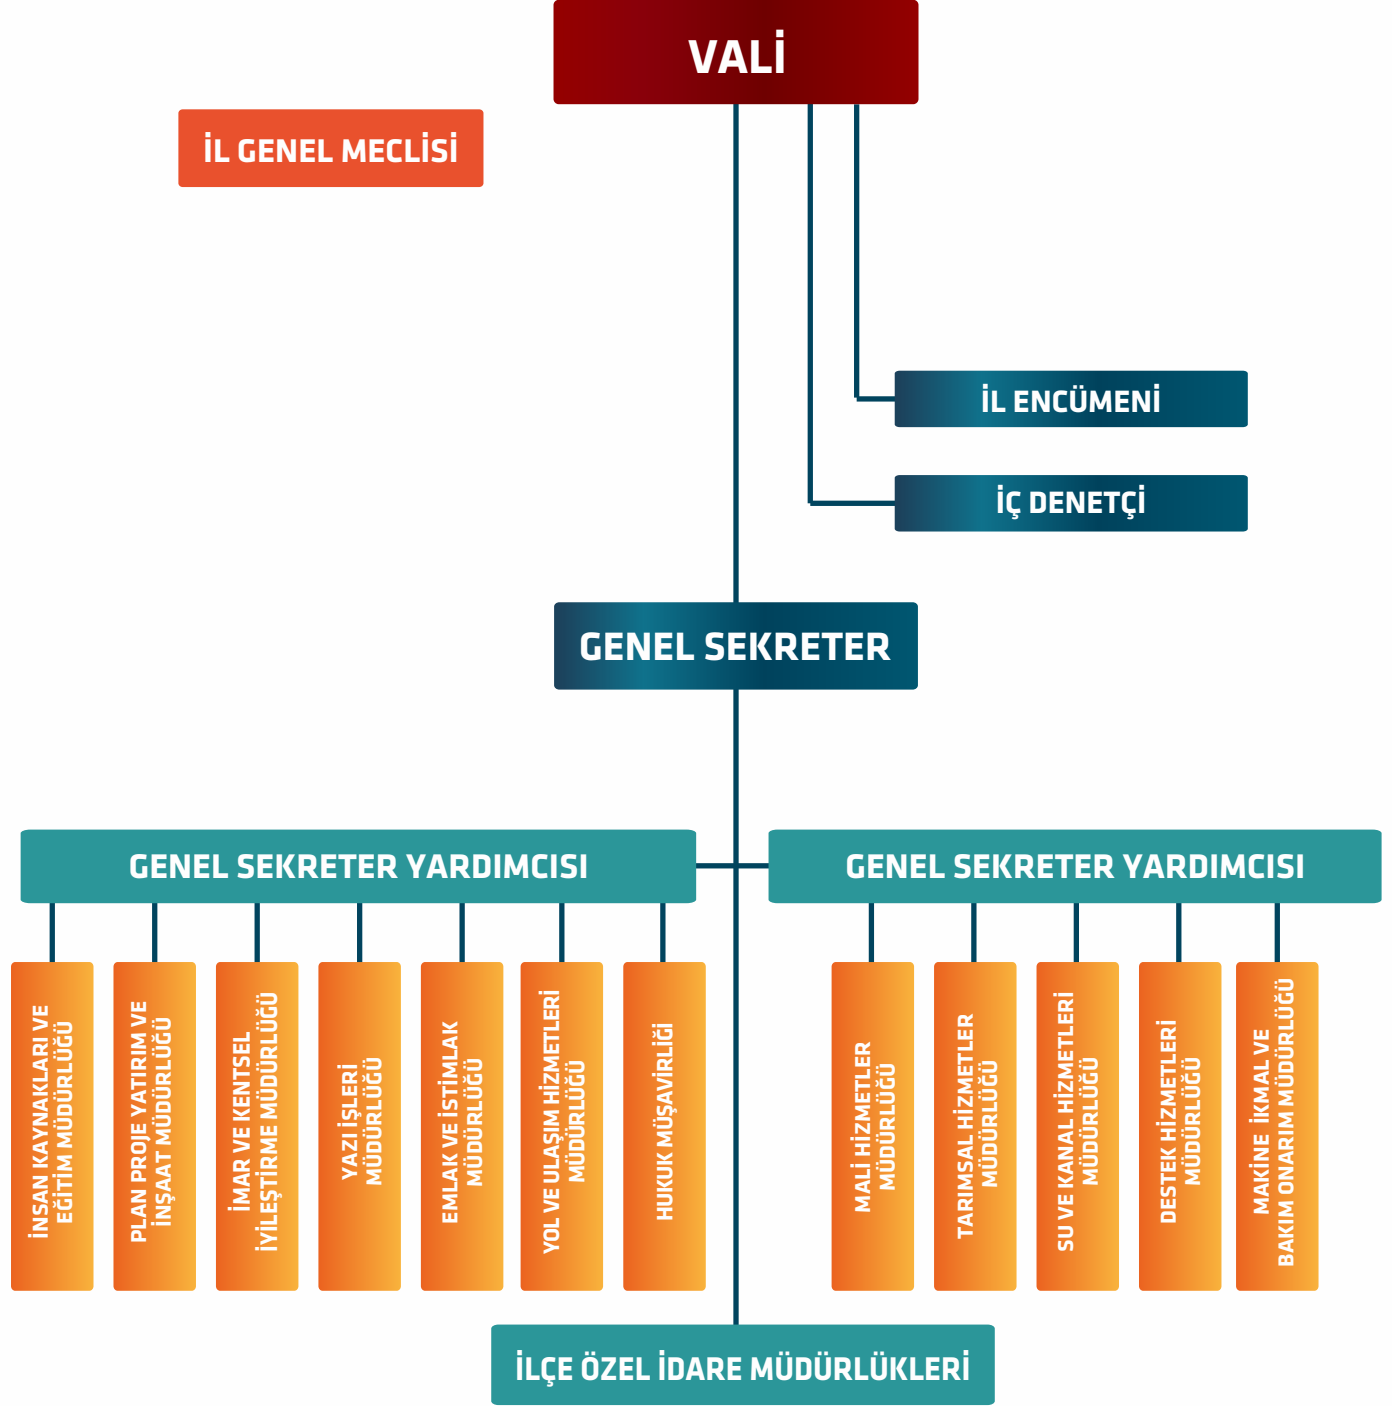 VALİ
İL GENEL MECLİSİ
İL ENCÜMENİ
İÇ DENETÇİ
GENEL SEKRETER
GENEL SEKRETER YARDIMCISI
GENEL SEKRETER YARDIMCISI
İNSAN KAYNAKLARI VE
EĞİTİM MÜDÜRLÜĞÜ
PLAN PROJE YATIRIM VE
İNŞAAT MÜDÜRLÜĞÜ
İMAR VE KENTSEL
İYİLEŞTİRME MÜDÜRLÜĞÜ
YAZI İŞLERİ
MÜDÜRLÜĞÜ
EMLAK VE İSTİMLAK
MÜDÜRLÜĞÜ
YOL VE ULAŞIM HİZMETLERİ
MÜDÜRLÜĞÜ
HUKUK MÜŞAVİRLİĞİ
MALİ HİZMETLER
MÜDÜRLÜĞÜ
TARIMSAL HİZMETLER
MÜDÜRLÜĞÜ
SU VE KANAL HİZMETLERİ
MÜDÜRLÜĞÜ
DESTEK HİZMETLERİ
MÜDÜRLÜĞÜ
MAKİNE İKMAL VE
BAKIM ONARIM MÜDÜRLÜĞÜ
İLÇE ÖZEL İDARE MÜDÜRLÜKLERİ